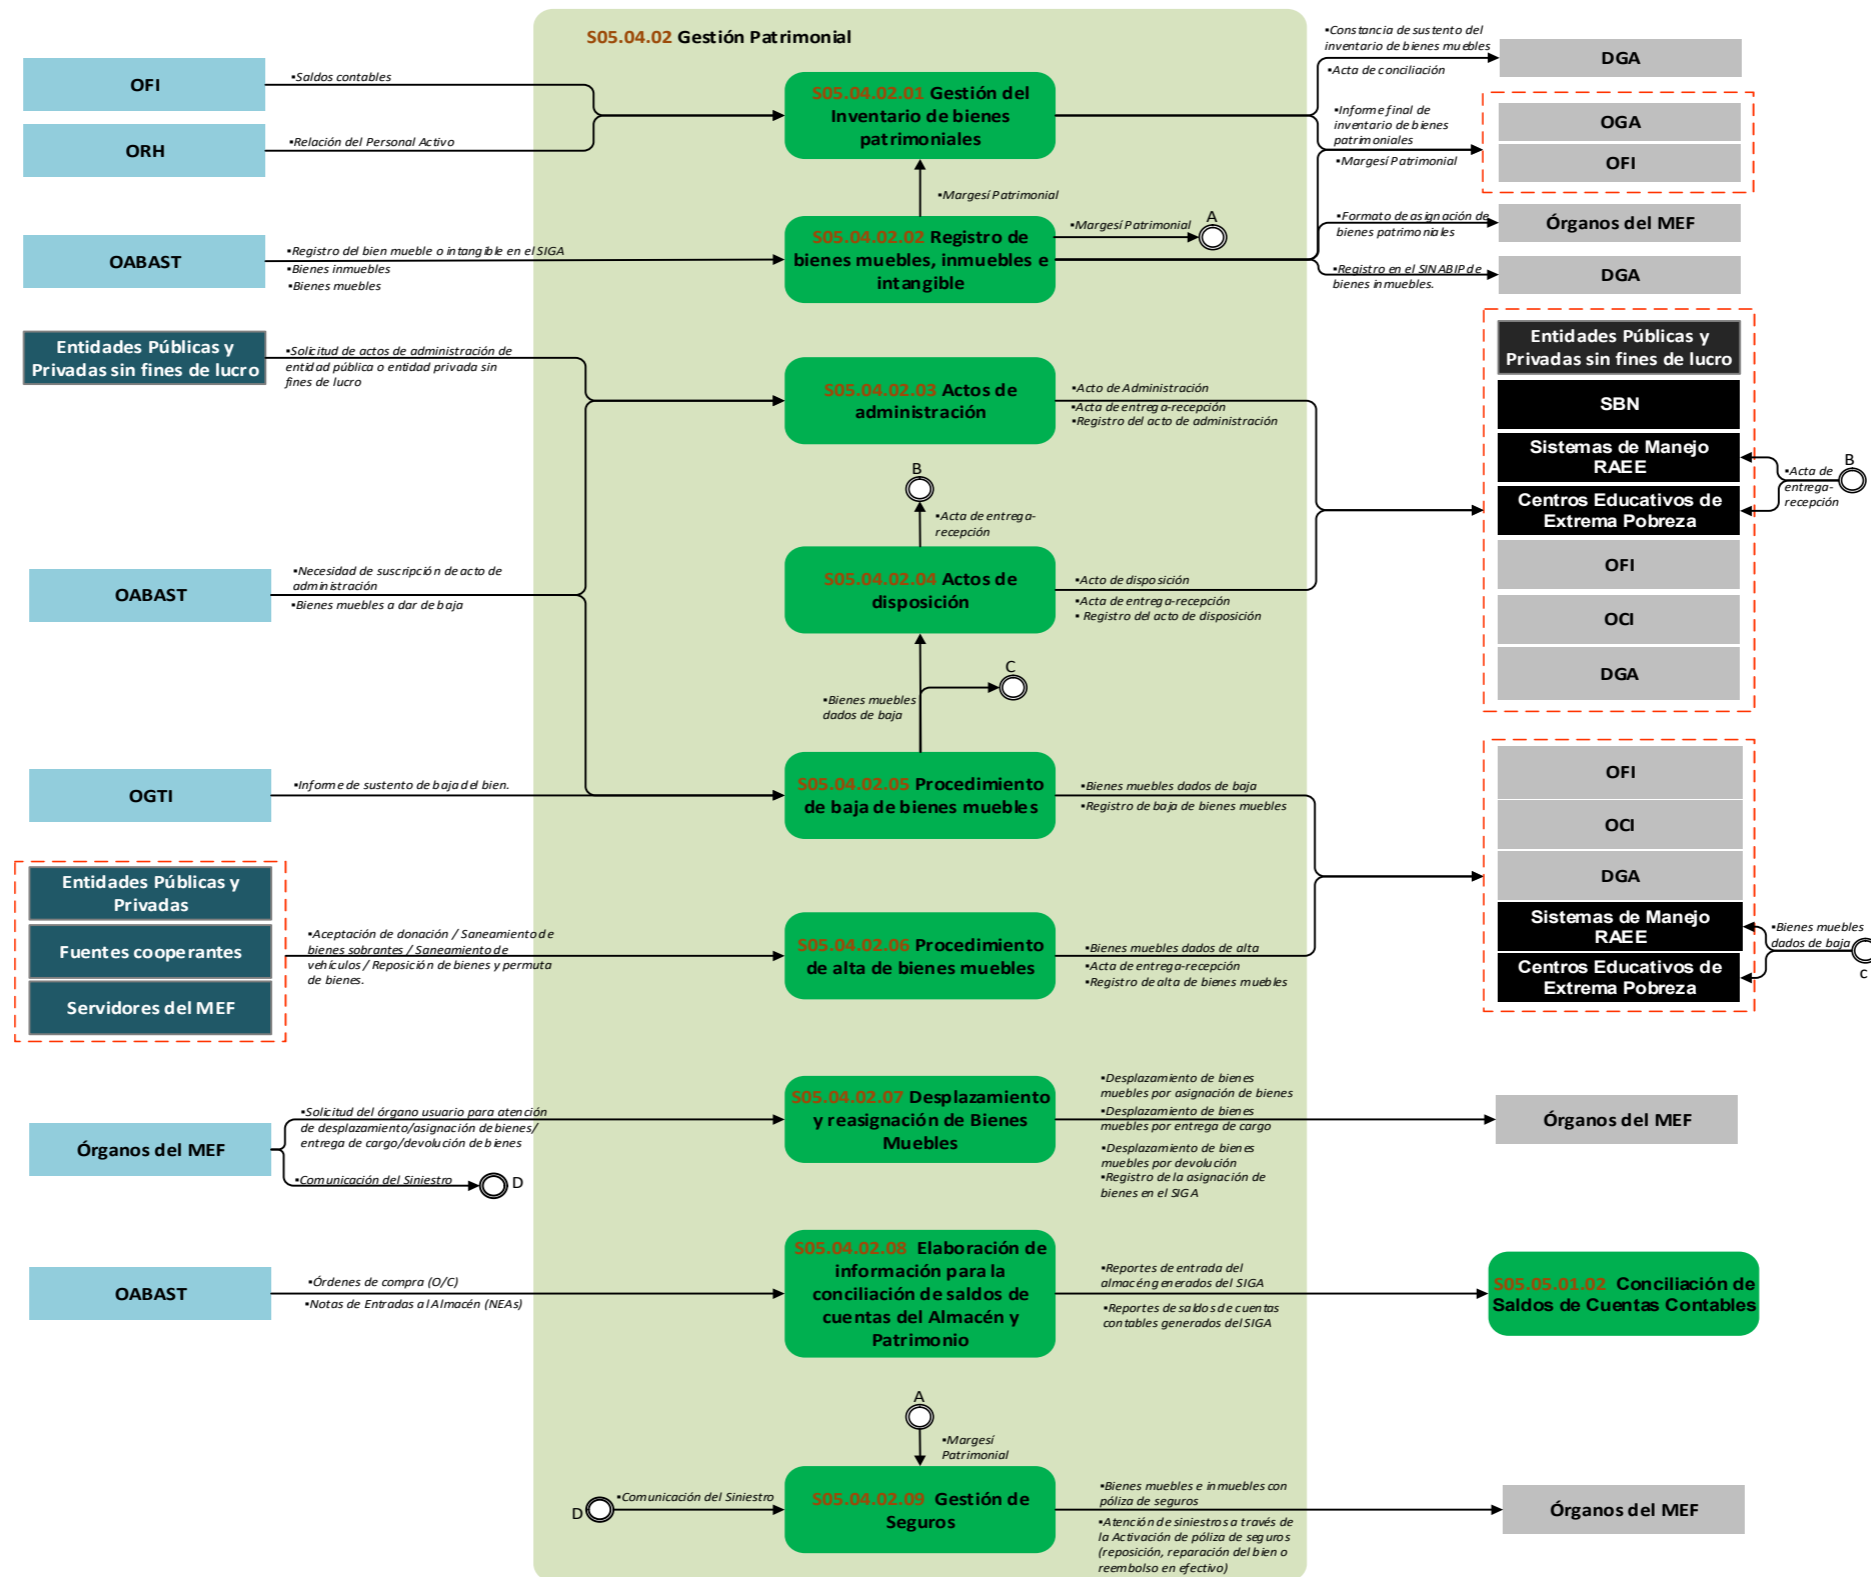 S05.04.02 Gestión Patrimonial
OFI
▪Saldos contables
ORH
▪Relación del Personal Activo
S05.04.02.01 Gestión del
Inventario de bienes
patrimoniales
▪Constancia de sustento del
inventario de bienes muebles
▪Acta de conciliación
DGA
▪Informe final de
inventario de bienes
patrimoniales
▪Margesí Patrimonial
OGA
OFI
▪Margesí Patrimonial
OABAST
▪Registro del bien mueble o intangible en el SIGA
▪Bienes inmuebles
▪Bienes muebles
S05.04.02.02 Registro de
bienes muebles, inmuebles e
intangible
▪Margesí Patrimonial
A
▪Formato de asignación de
bienes patrimoniales
Órganos del MEF
▪Registro en el SINABIP de
bienes inmuebles.
DGA
Entidades Públicas y
Privadas sin fines de lucro
▪Solicitud de actos de administración de
entidad pública o entidad privada sin
fines de lucro
S05.04.02.03 Actos de
administración
▪Acto de Administración
▪Acta de entrega-recepción
▪Registro del acto de administración
Entidades Públicas y
Privadas sin fines de lucro
SBN
Sistemas de Manejo
RAEE
Centros Educativos de
Extrema Pobreza
OFI
OCI
DGA
▪Acta de
entrega-
recepción
B
B
▪Acta de entrega-
recepción
OABAST
▪Necesidad de suscripción de acto de
administración
▪Bienes muebles a dar de baja
S05.04.02.04 Actos de
disposición
▪Acto de disposición
▪Acta de entrega-recepción
▪ Registro del acto de disposición
C
▪Bienes muebles
dados de baja
OGTI
▪Informe de sustento de baja del bien.
S05.04.02.05 Procedimiento
de baja de bienes muebles
▪Bienes muebles dados de baja
▪Registro de baja de bienes muebles
OFI
OCI
DGA
Sistemas de Manejo
RAEE
Centros Educativos de
Extrema Pobreza
▪Bienes muebles
dados de baja
C
Entidades Públicas y
Privadas
Fuentes cooperantes
Servidores del MEF
▪Aceptación de donación / Saneamiento de
bienes sobrantes / Saneamiento de
vehículos / Reposición de bienes y permuta
de bienes.
S05.04.02.06 Procedimiento
de alta de bienes muebles
▪Bienes muebles dados de alta
▪Acta de entrega-recepción
▪Registro de alta de bienes muebles
Órganos del MEF
▪Solicitud del órgano usuario para atención
de desplazamiento/asignación de bienes/
entrega de cargo/devolución de bienes
▪Comunicación del Siniestro
D
S05.04.02.07 Desplazamiento
y reasignación de Bienes
Muebles
▪Desplazamiento de bienes
muebles por asignación de bienes
▪Desplazamiento de bienes
muebles por entrega de cargo
▪Desplazamiento de bienes
muebles por devolución
▪Registro de la asignación de
bienes en el SIGA
Órganos del MEF
OABAST
▪Órdenes de compra (O/C)
▪Notas de Entradas al Almacén (NEAs)
S05.04.02.08 Elaboración de
información para la
conciliación de saldos de
cuentas del Almacén y
Patrimonio
▪Reportes de entrada del
almacén generados del SIGA
▪Reportes de saldos de cuentas
contables generados del SIGA
S05.05.01.02 Conciliación de
Saldos de Cuentas Contables
A
▪Margesí
Patrimonial
D
▪Comunicación del Siniestro
S05.04.02.09 Gestión de
Seguros
▪Bienes muebles e inmuebles con
póliza de seguros
▪Atención de siniestros a través de
la Activación de póliza de seguros
(reposición, reparación del bien o
reembolso en efectivo)
Órganos del MEF